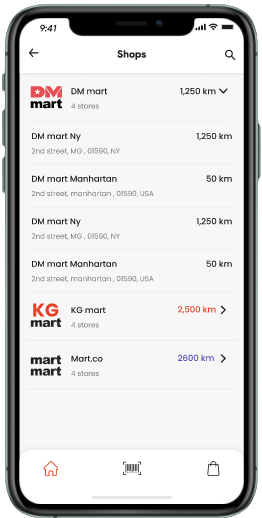 9:41
Shops
DM
mart
DM mart
1,250 km
4 stores
DM mart Ny
1,250 km
2nd street, MG , 01590, NY
DM mart Manhartan
50 km
2nd street, manhartan , 01590, USA
DM mart Ny
1,250 km
2nd street, MG , 01590, NY
DM mart Manhartan
50 km
2nd street, manhartan , 01590, USA
KG
mart
KG mart
2,500 km
4 stores
mart
mart
Mart.co
2600 km
4 stores